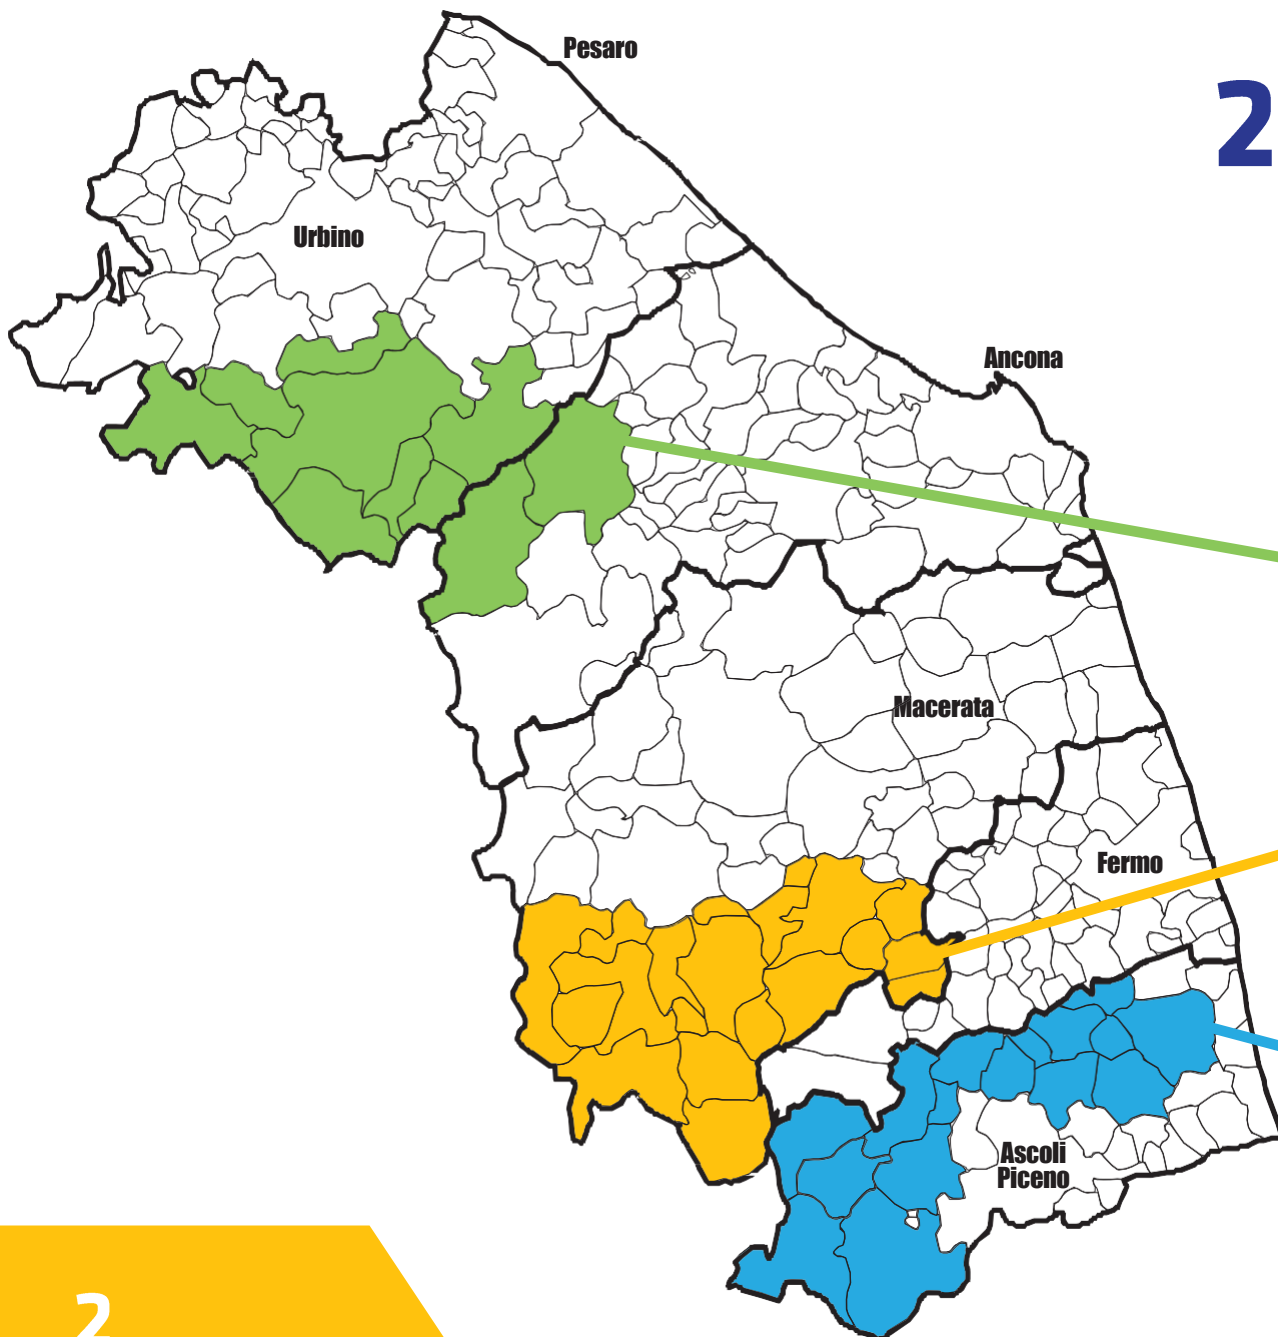 Pesaro
2
Urbino
Ancona
Macerata
Fermo
Ascoli
Piceno
2